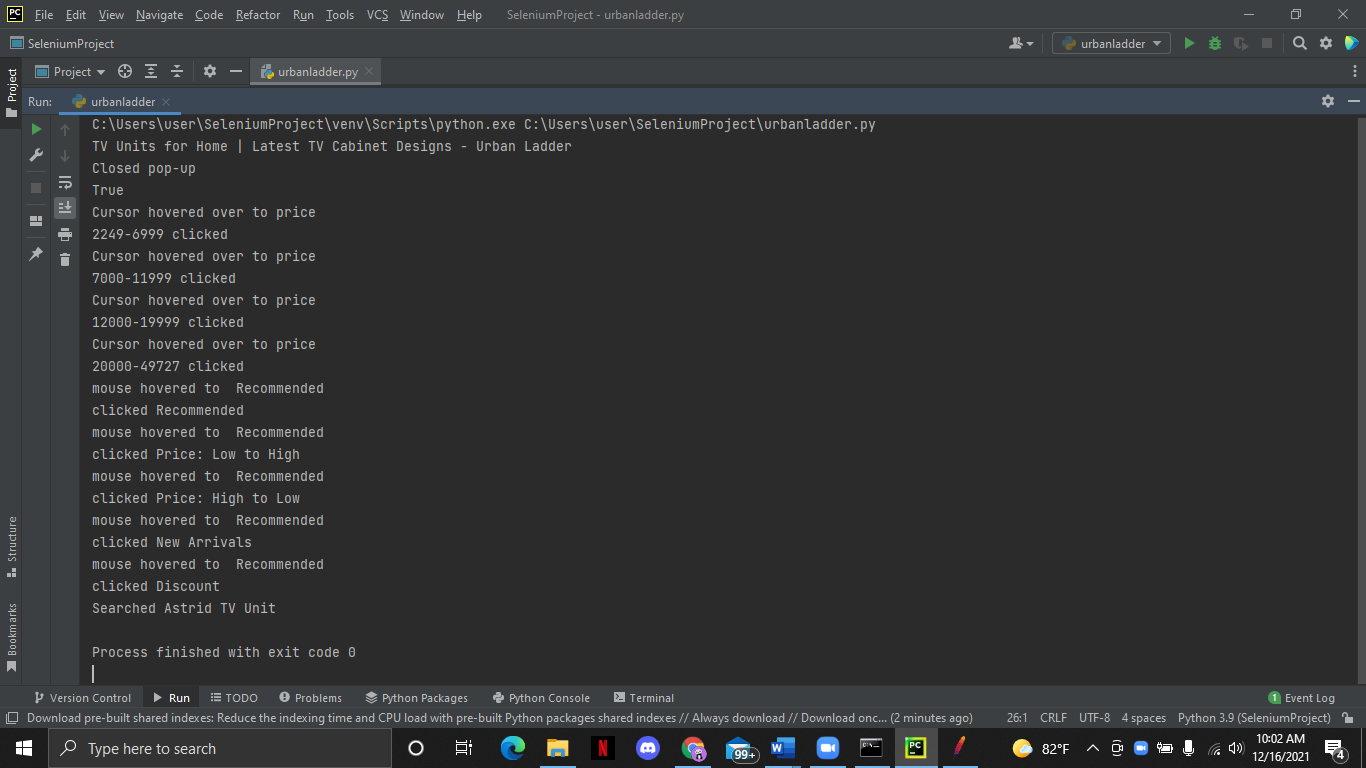 PC File Edit View Navigate Code Refactor Run Tools VCS Window Help SeleniumProject - urbanladder.py
SeleniumProject urbanladder
Project urbanladder.py
Project
Run: urbanladder
C:\Users\user\SeleniumProject\venv\Scripts\python.exe C:\Users\user\SeleniumProject\urbanladder.py
TV Units for Home | Latest TV Cabinet Designs - Urban Ladder
Closed pop-up
True
Cursor hovered over to price
2249-6999 clicked
Cursor hovered over to price
7000-11999 clicked
Cursor hovered over to price
12000-19999 clicked
Cursor hovered over to price
20000-49727 clicked
mouse hovered to  Recommended
clicked Recommended
mouse hovered to  Recommended
clicked Price: Low to High
mouse hovered to  Recommended
clicked Price: High to Low
mouse hovered to  Recommended
clicked New Arrivals
mouse hovered to  Recommended
clicked Discount
Searched Astrid TV Unit
Process finished with exit code 0
Structure
Bookmarks
Version Control Run TODO Problems Python Packages Python Console Terminal 1 Event Log
Download pre-built shared indexes: Reduce the indexing time and CPU load with pre-built Python packages shared indexes // Always download // Download onc... (2 minutes ago) 26:1 CRLF UTF-8 4 spaces Python 3.9 (SeleniumProject)
Type here to search N 99+ W PC 82°F 10:02 AM
12/16/2021 4